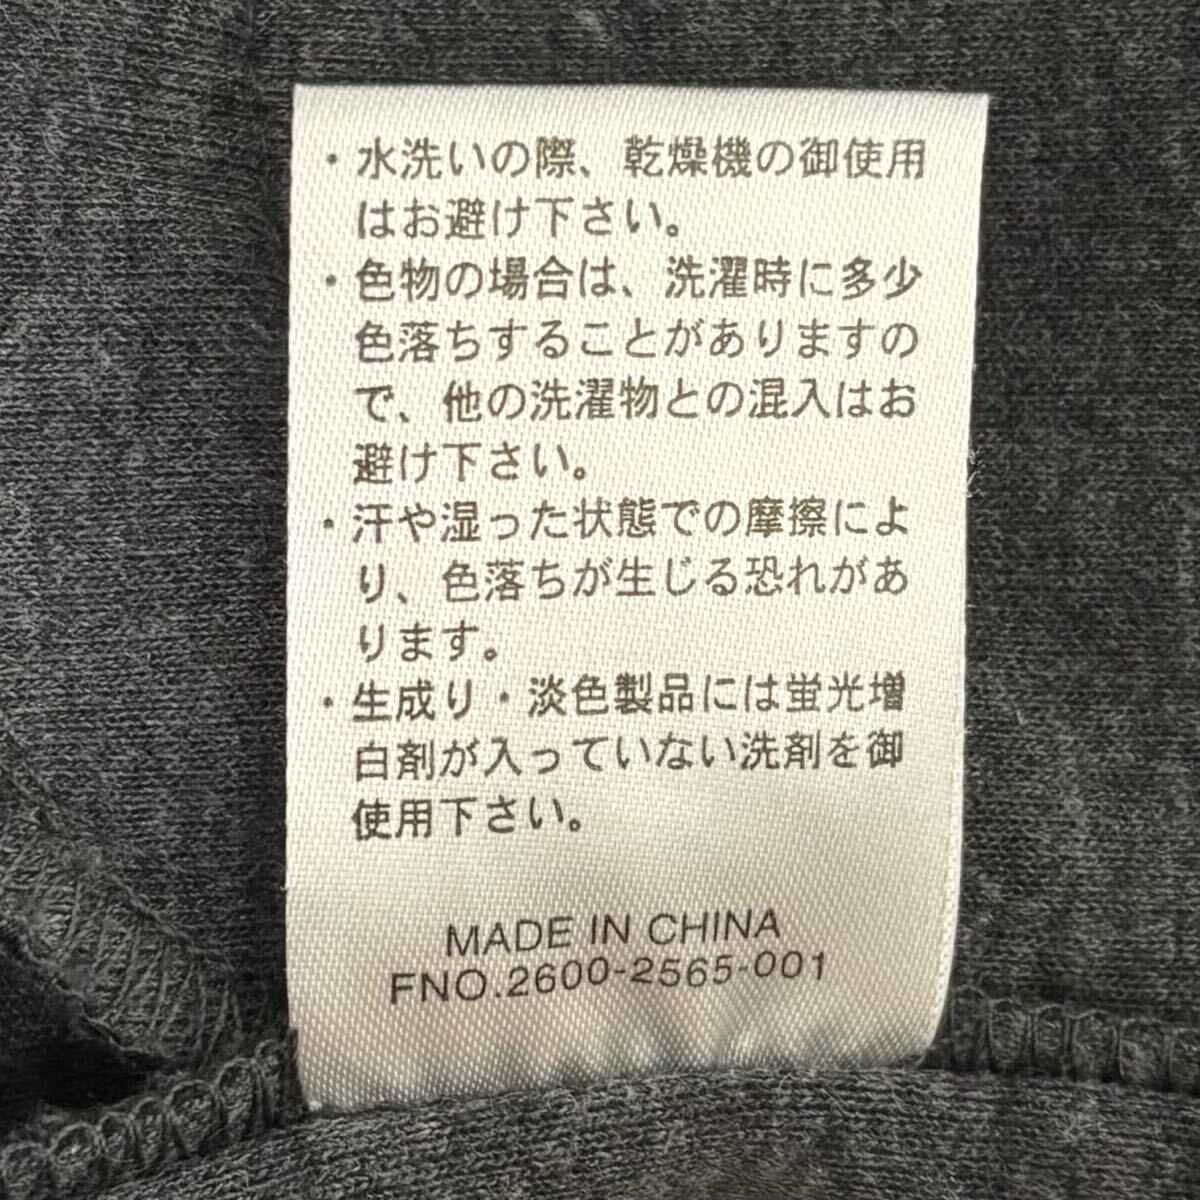 ・水洗いの際、乾燥機の御使用
はお避け下さい。
・色物の場合は、洗濯時に多少
色落ちすることがありますの
で、他の洗濯物との混入はお
避け下さい。
・汗や湿った状態での摩擦によ
り、色落ちが生じる恐れがあ
ります。
・生成り・淡色製品には蛍光増
白剤が入っていない洗剤を御
使用下さい。
MADE IN CHINA
FNO.2600-2565-001